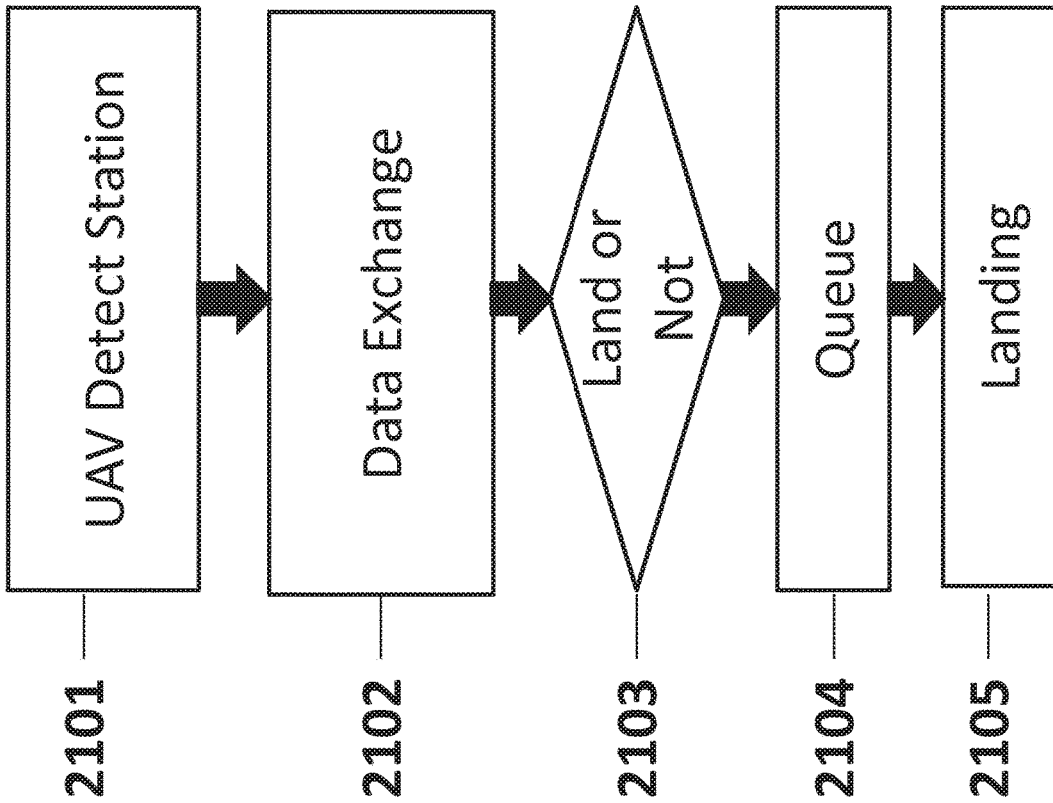 2101
UAV Detect Station
2102
Data Exchange
2103
Land or
Not
2104
Queue
2105
Landing